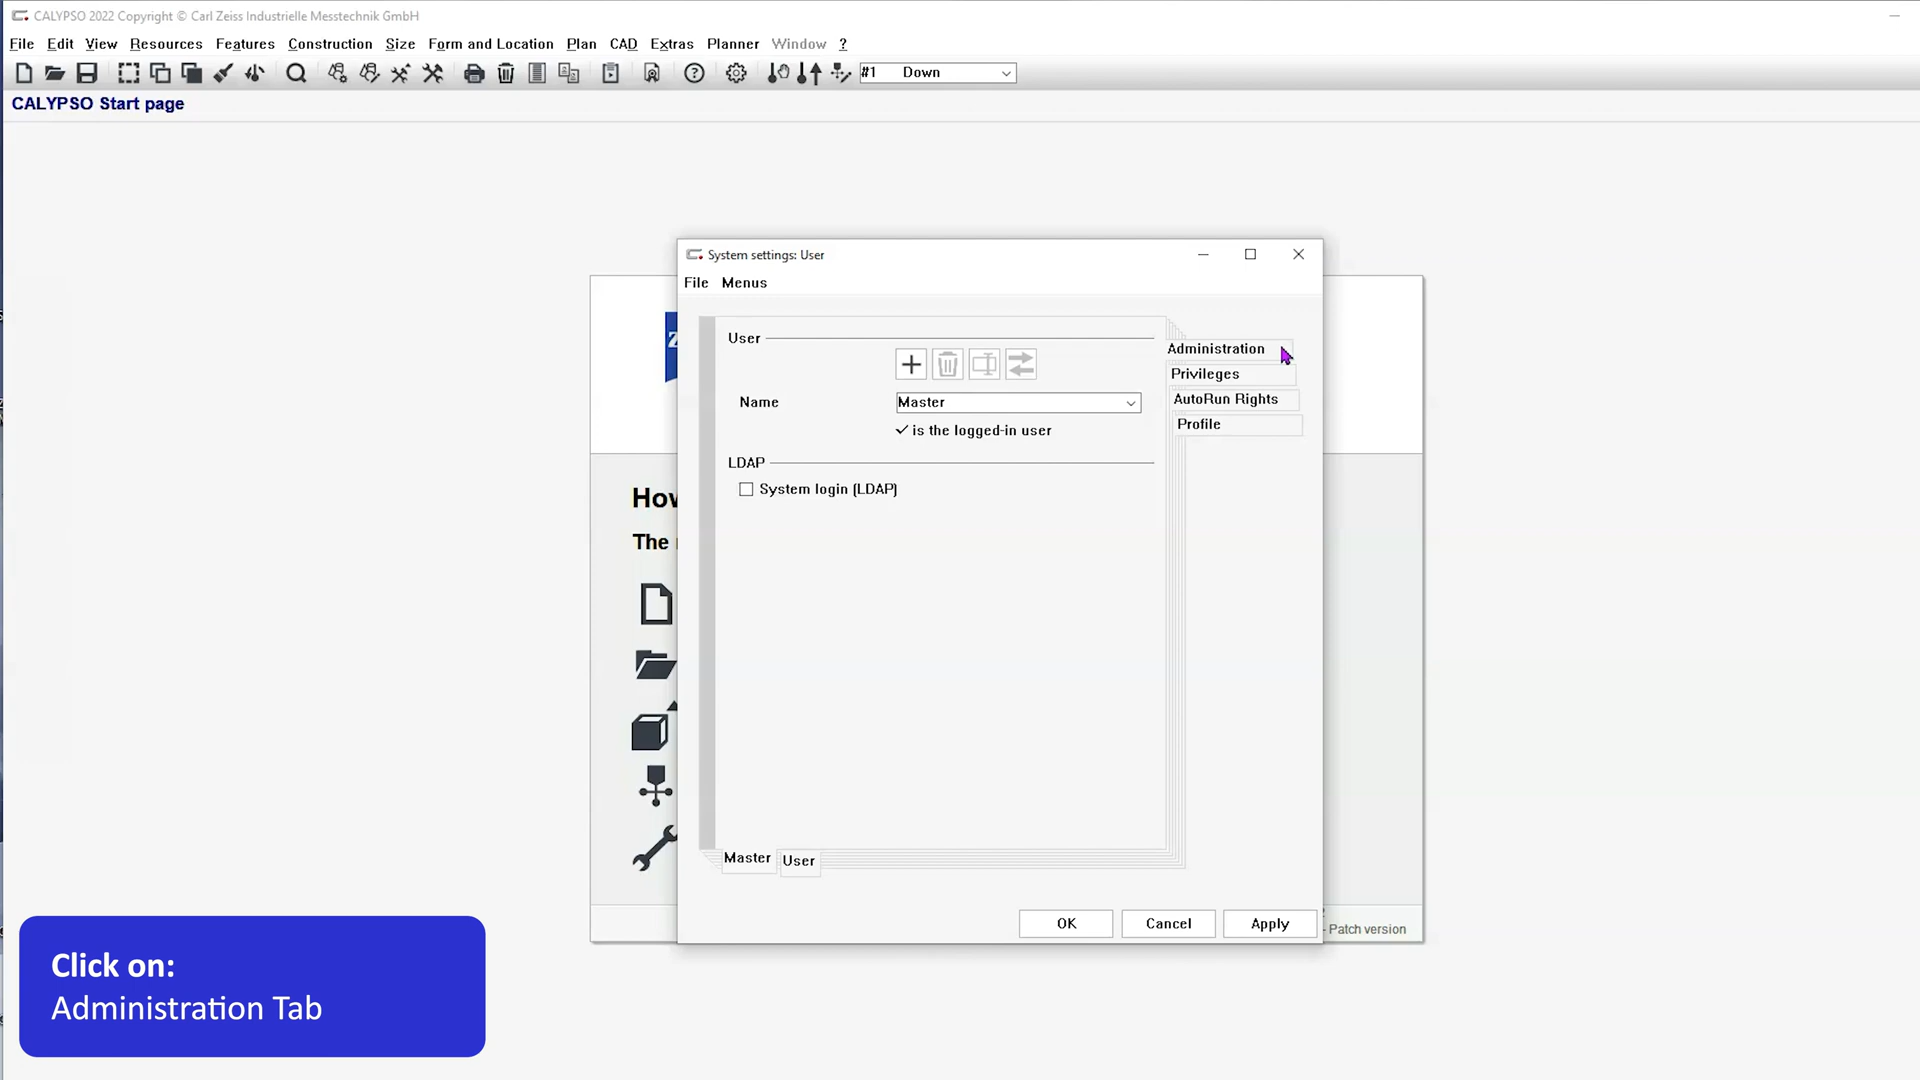 CALYPSO 2022 Copyright © Carl Zeiss Industrielle Messtechnik GmbH
File Edit View Resources Features Construction Size Form and Location Plan CAD Extras Planner Window ?
#1 Down
CALYPSO Start page
System settings: User
File Menus
User
Administration
Privileges
Name Master
AutoRun Rights
is the logged-in user
Profile
LDAP
System login (LDAP)
The
Master User
OK Cancel Apply
- Patch version
Click on:
Administration Tab